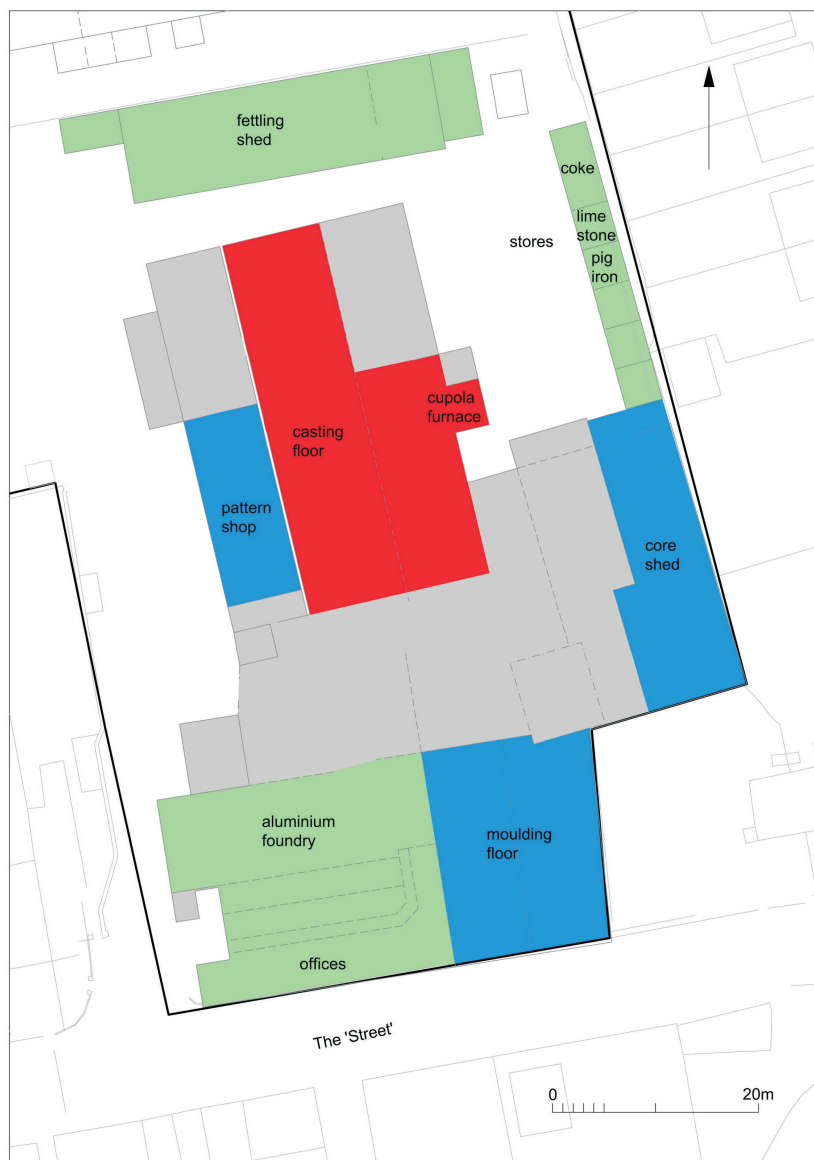 fettling
shed
coke
lime
stone
pig
iron
stores
cupola
furnace
casting
floor
pattern
shop
core
shed
aluminium
foundry
moulding
floor
offices
The 'Street'
0
20m